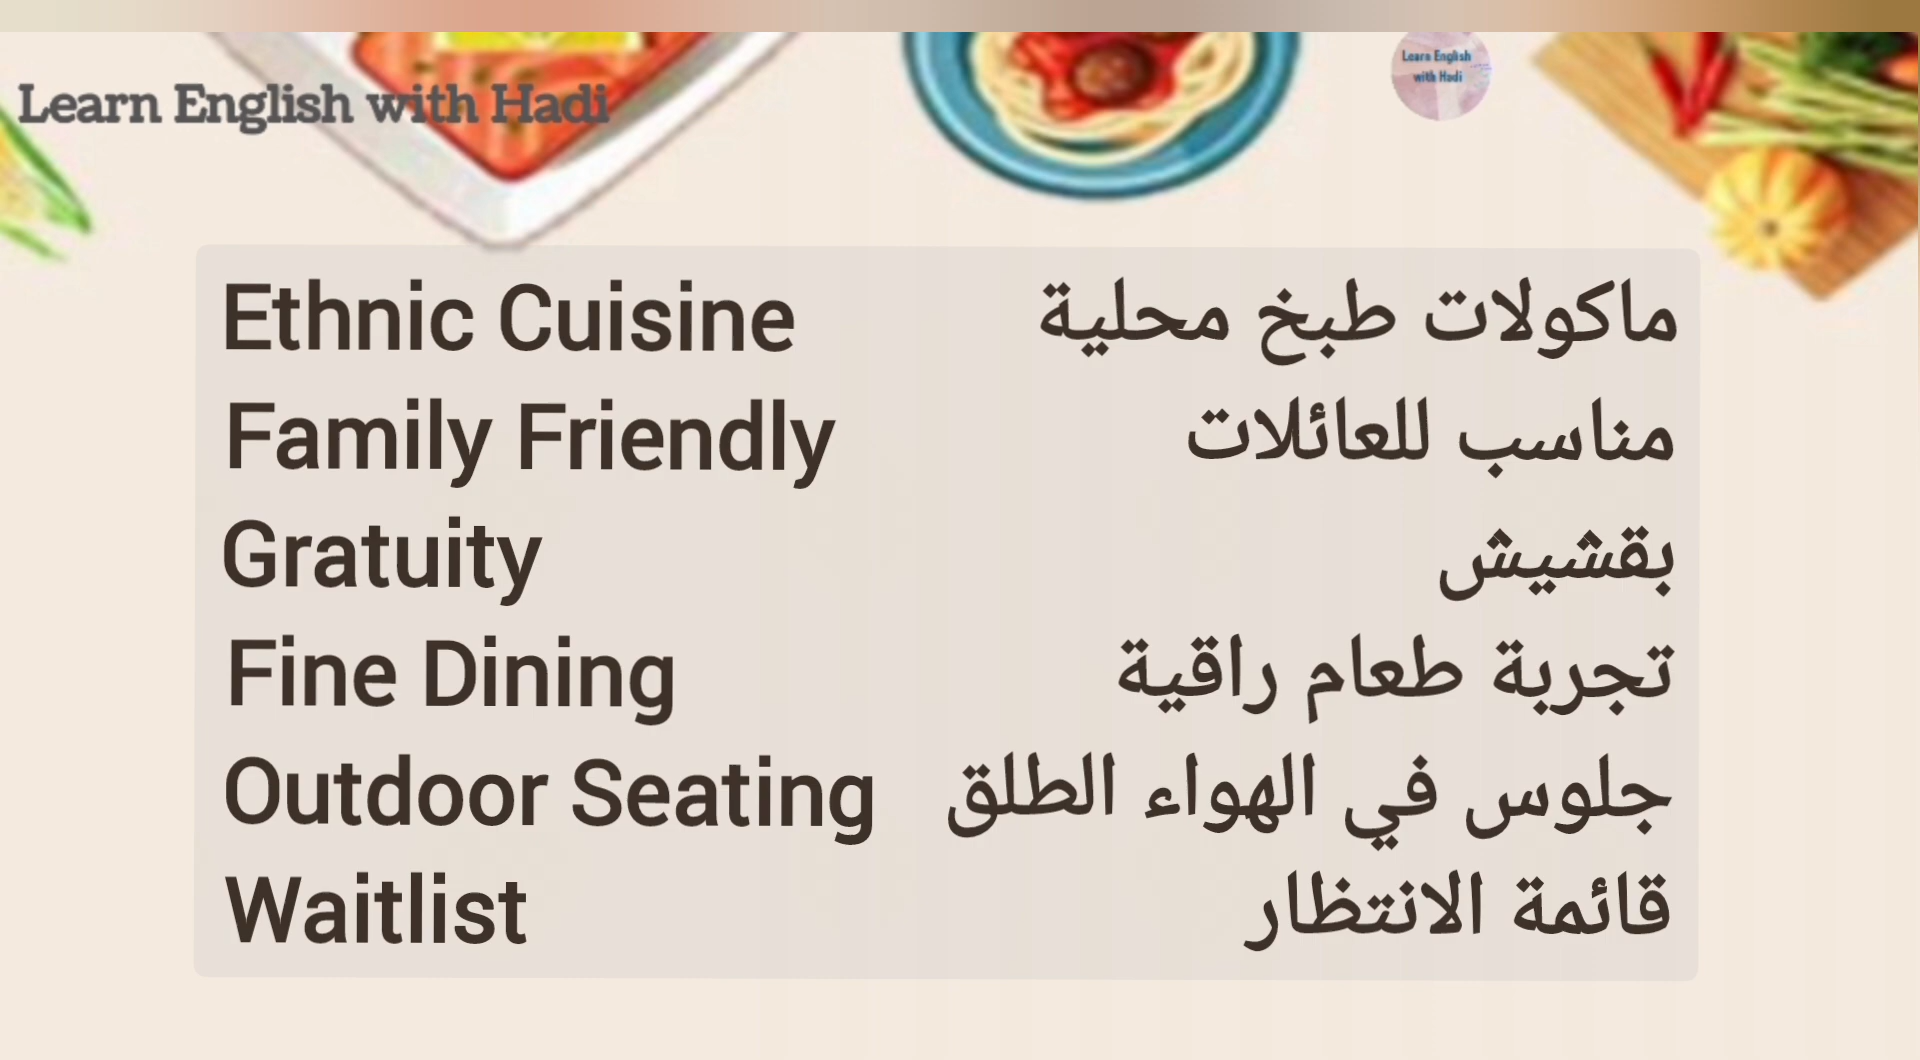 Learn English with Hadi
Learn English
with Hadi
Ethnic Cuisine ماكولات طبخ محلية
Family Friendly مناسب للعائلات
Gratuity بقشيش
Fine Dining تجربة طعام راقية
Outdoor Seating جلوس في الهواء الطلق
Waitlist قائمة الانتظار